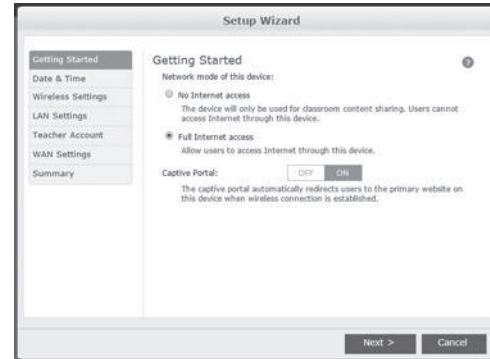 Setup Wizard
Getting Started
Date & Time
Wireless Settings
LAN Settings
Teacher Account
WAN Settings
Summary
Getting Started
?
Network mode of this device:
No Internet access
The device will only be used for classroom content sharing. Users cannot
access Internet through this device.
Full Internet access
Allow users to access Internet through this device.
Captive Portal:
OFF ON
The captive portal automatically redirects users to the primary website on
this device when wireless connection is established.
Next > Cancel